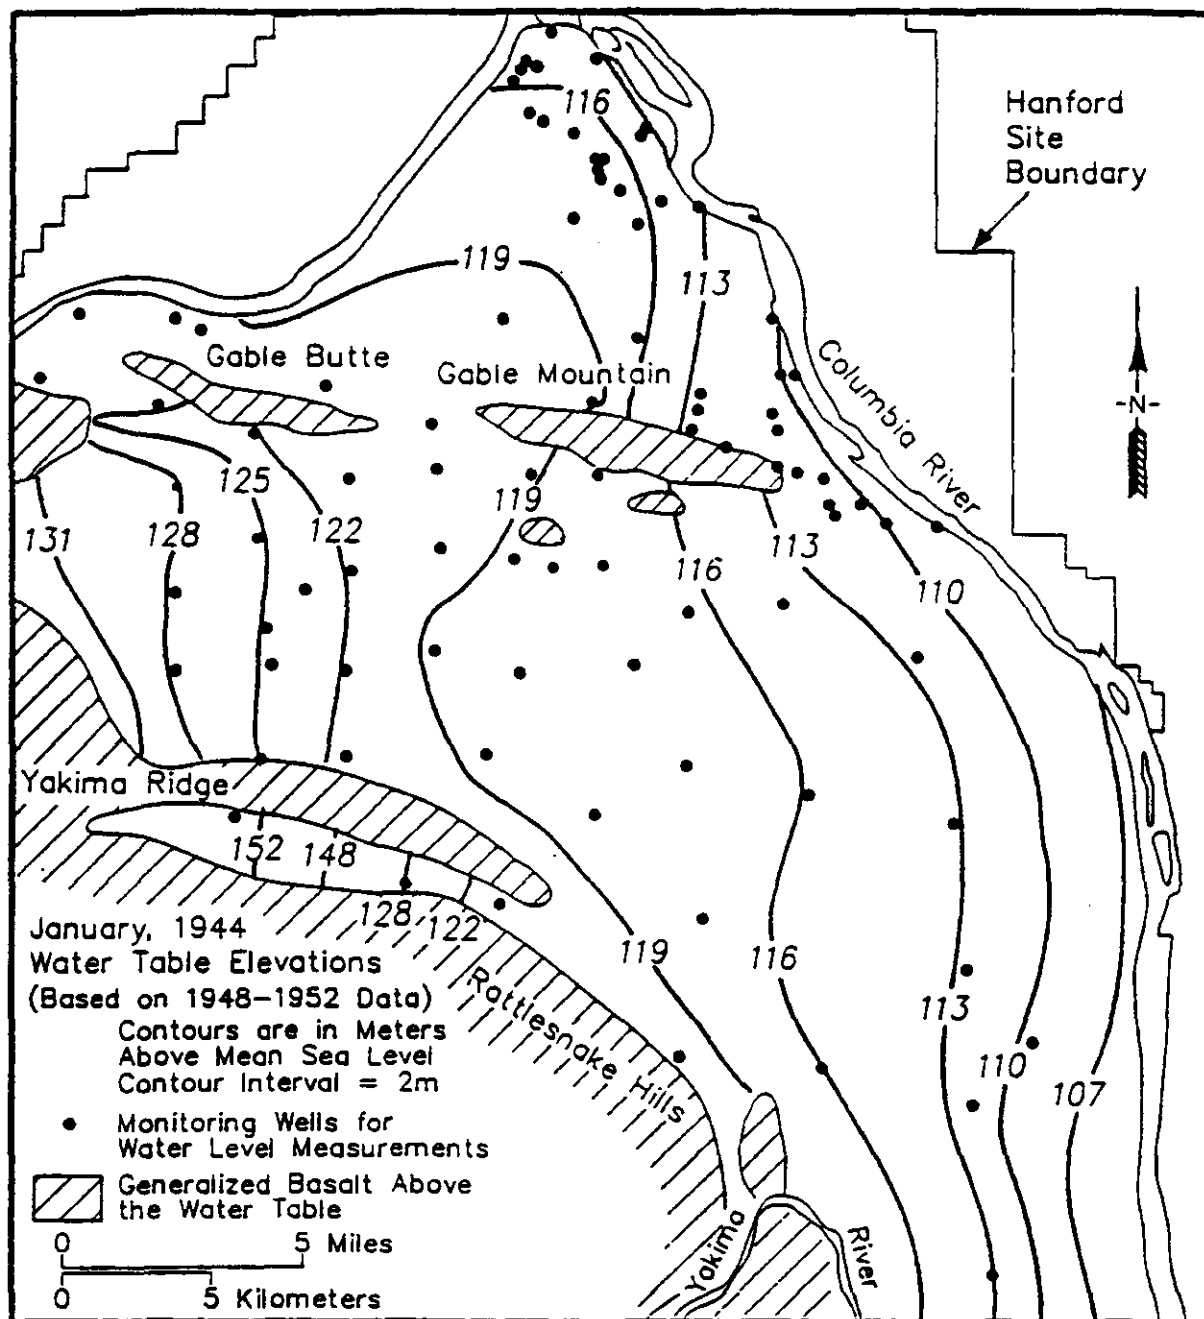 116
Hanford
Site
Boundary
119
113
Gable Butte
Gable Mountain
Columbia River
-N-
125
119
131
128
122
113
116
110
Yakima Ridge
152
148
128
122
119
116
January, 1944
Water Table Elevations
(Based on 1948-1952 Data)
Contours are in Meters
Above Mean Sea Level
Contour Interval = 2m
Rattlesnake Hills
113
110
107
Monitoring Wells for
Water Level Measurements
Generalized Basalt Above
the Water Table
0 5 Miles
0 5 Kilometers
Yakima
River